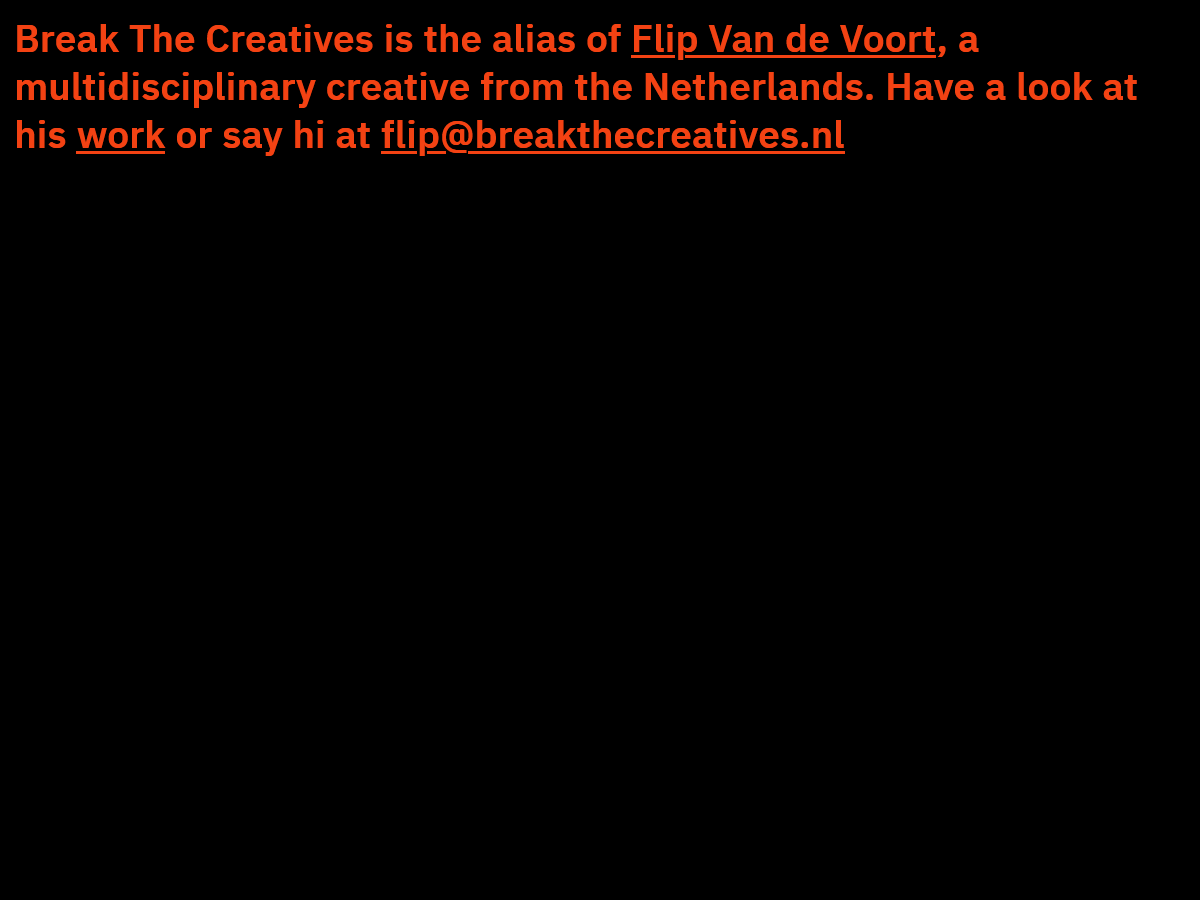 Break The Creatives is the alias of Flip Van de Voort, a
multidisciplinary creative from the Netherlands. Have a look at
his work or say hi at flip@breakthecreatives.nl